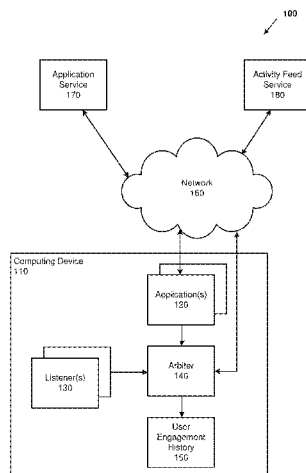 100
Application
Service
170
Activity Feed
Service
180
Network
160
Computing Device
110
Application(s)
120
Listener(s)
130
Arbiter
140
User
Engagement
History
150